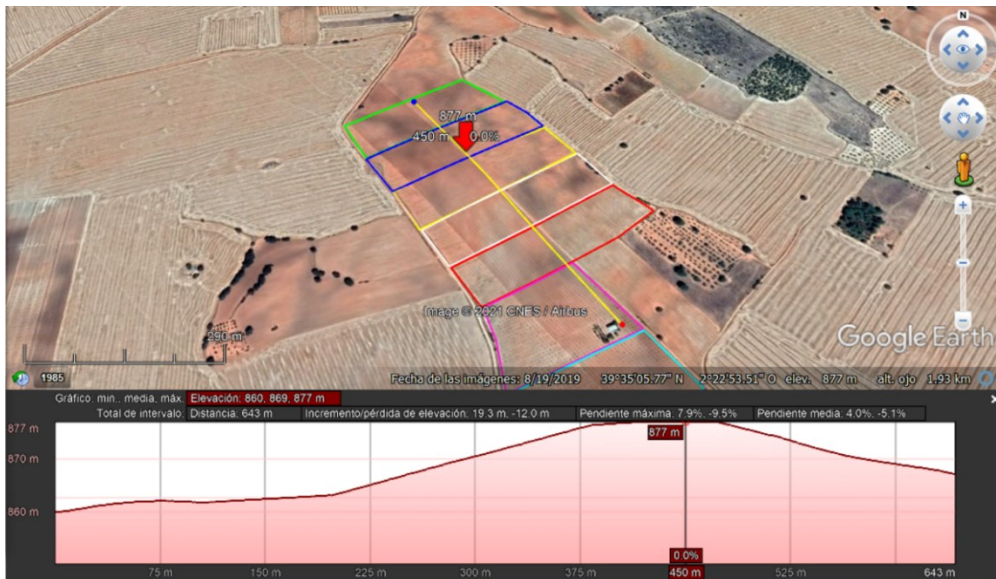 N
877 m
450 m 0.0%
Image © 2021 CNES / Airbus
290 m
Google Earth
1985
Fecha de las imágenes: 8/19/2019 39°35'05.77" N 2°22'53.51" O elev. 877 m alt. ojo 1.93 km
Gráfico: mín., media, máx. Elevación: 860, 869, 877 m
Total de intervalo: Distancia: 643 m Incremento/pérdida de elevación: 19.3 m, -12.0 m Pendiente máxima: 7.9%, -9.5% Pendiente media: 4.0%, -5.1%
877 m
877 m
870 m
860 m
0.0%
75 m 150 m 225 m 300 m 375 m 450 m 525 m 643 m